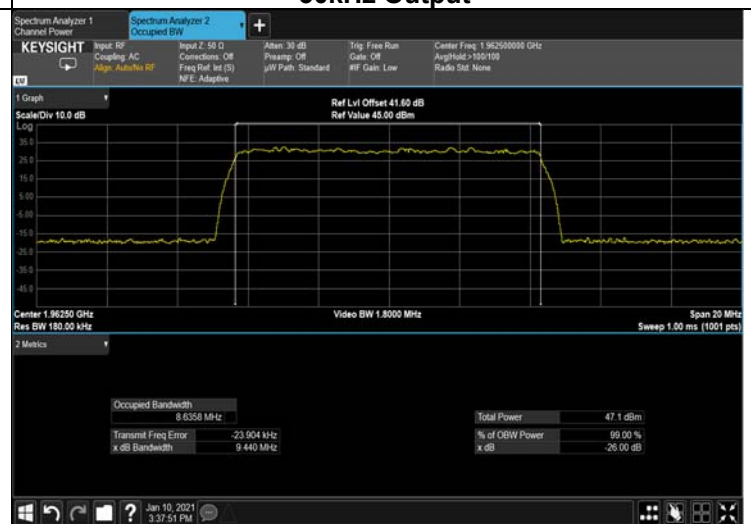 30kHz Output
Spectrum Analyzer 1
Channel Power
Spectrum Analyzer 2
Occupied BW
+
KEYSIGHT
Input: RF
Coupling: AC
Align: Auto/No RF
Input Z: 50 Ω
Corrections: Off
Freq Ref: Int (S)
NFE: Adaptive
Atten: 30 dB
Preamp: Off
µW Path: Standard
Trig: Free Run
Gate: Off
#IF Gain: Low
Center Freq: 1.962500000 GHz
Avg|Hold:>100/100
Radio Std: None
1 Graph
Scale/Div 10.0 dB
Ref Lvl Offset 41.60 dB
Ref Value 45.00 dBm
Log
35.0
25.0
15.0
5.00
-5.00
-15.0
-25.0
-35.0
-45.0
Center 1.96250 GHz
Res BW 180.00 kHz
Video BW 1.8000 MHz
Span 20 MHz
Sweep 1.00 ms (1001 pts)
2 Metrics
Occupied Bandwidth
8.6358 MHz
Transmit Freq Error -23.904 kHz
x dB Bandwidth 9.440 MHz
Total Power 47.1 dBm
% of OBW Power 99.00 %
x dB -26.00 dB
?
Jan 10, 2021
3:37:51 PM